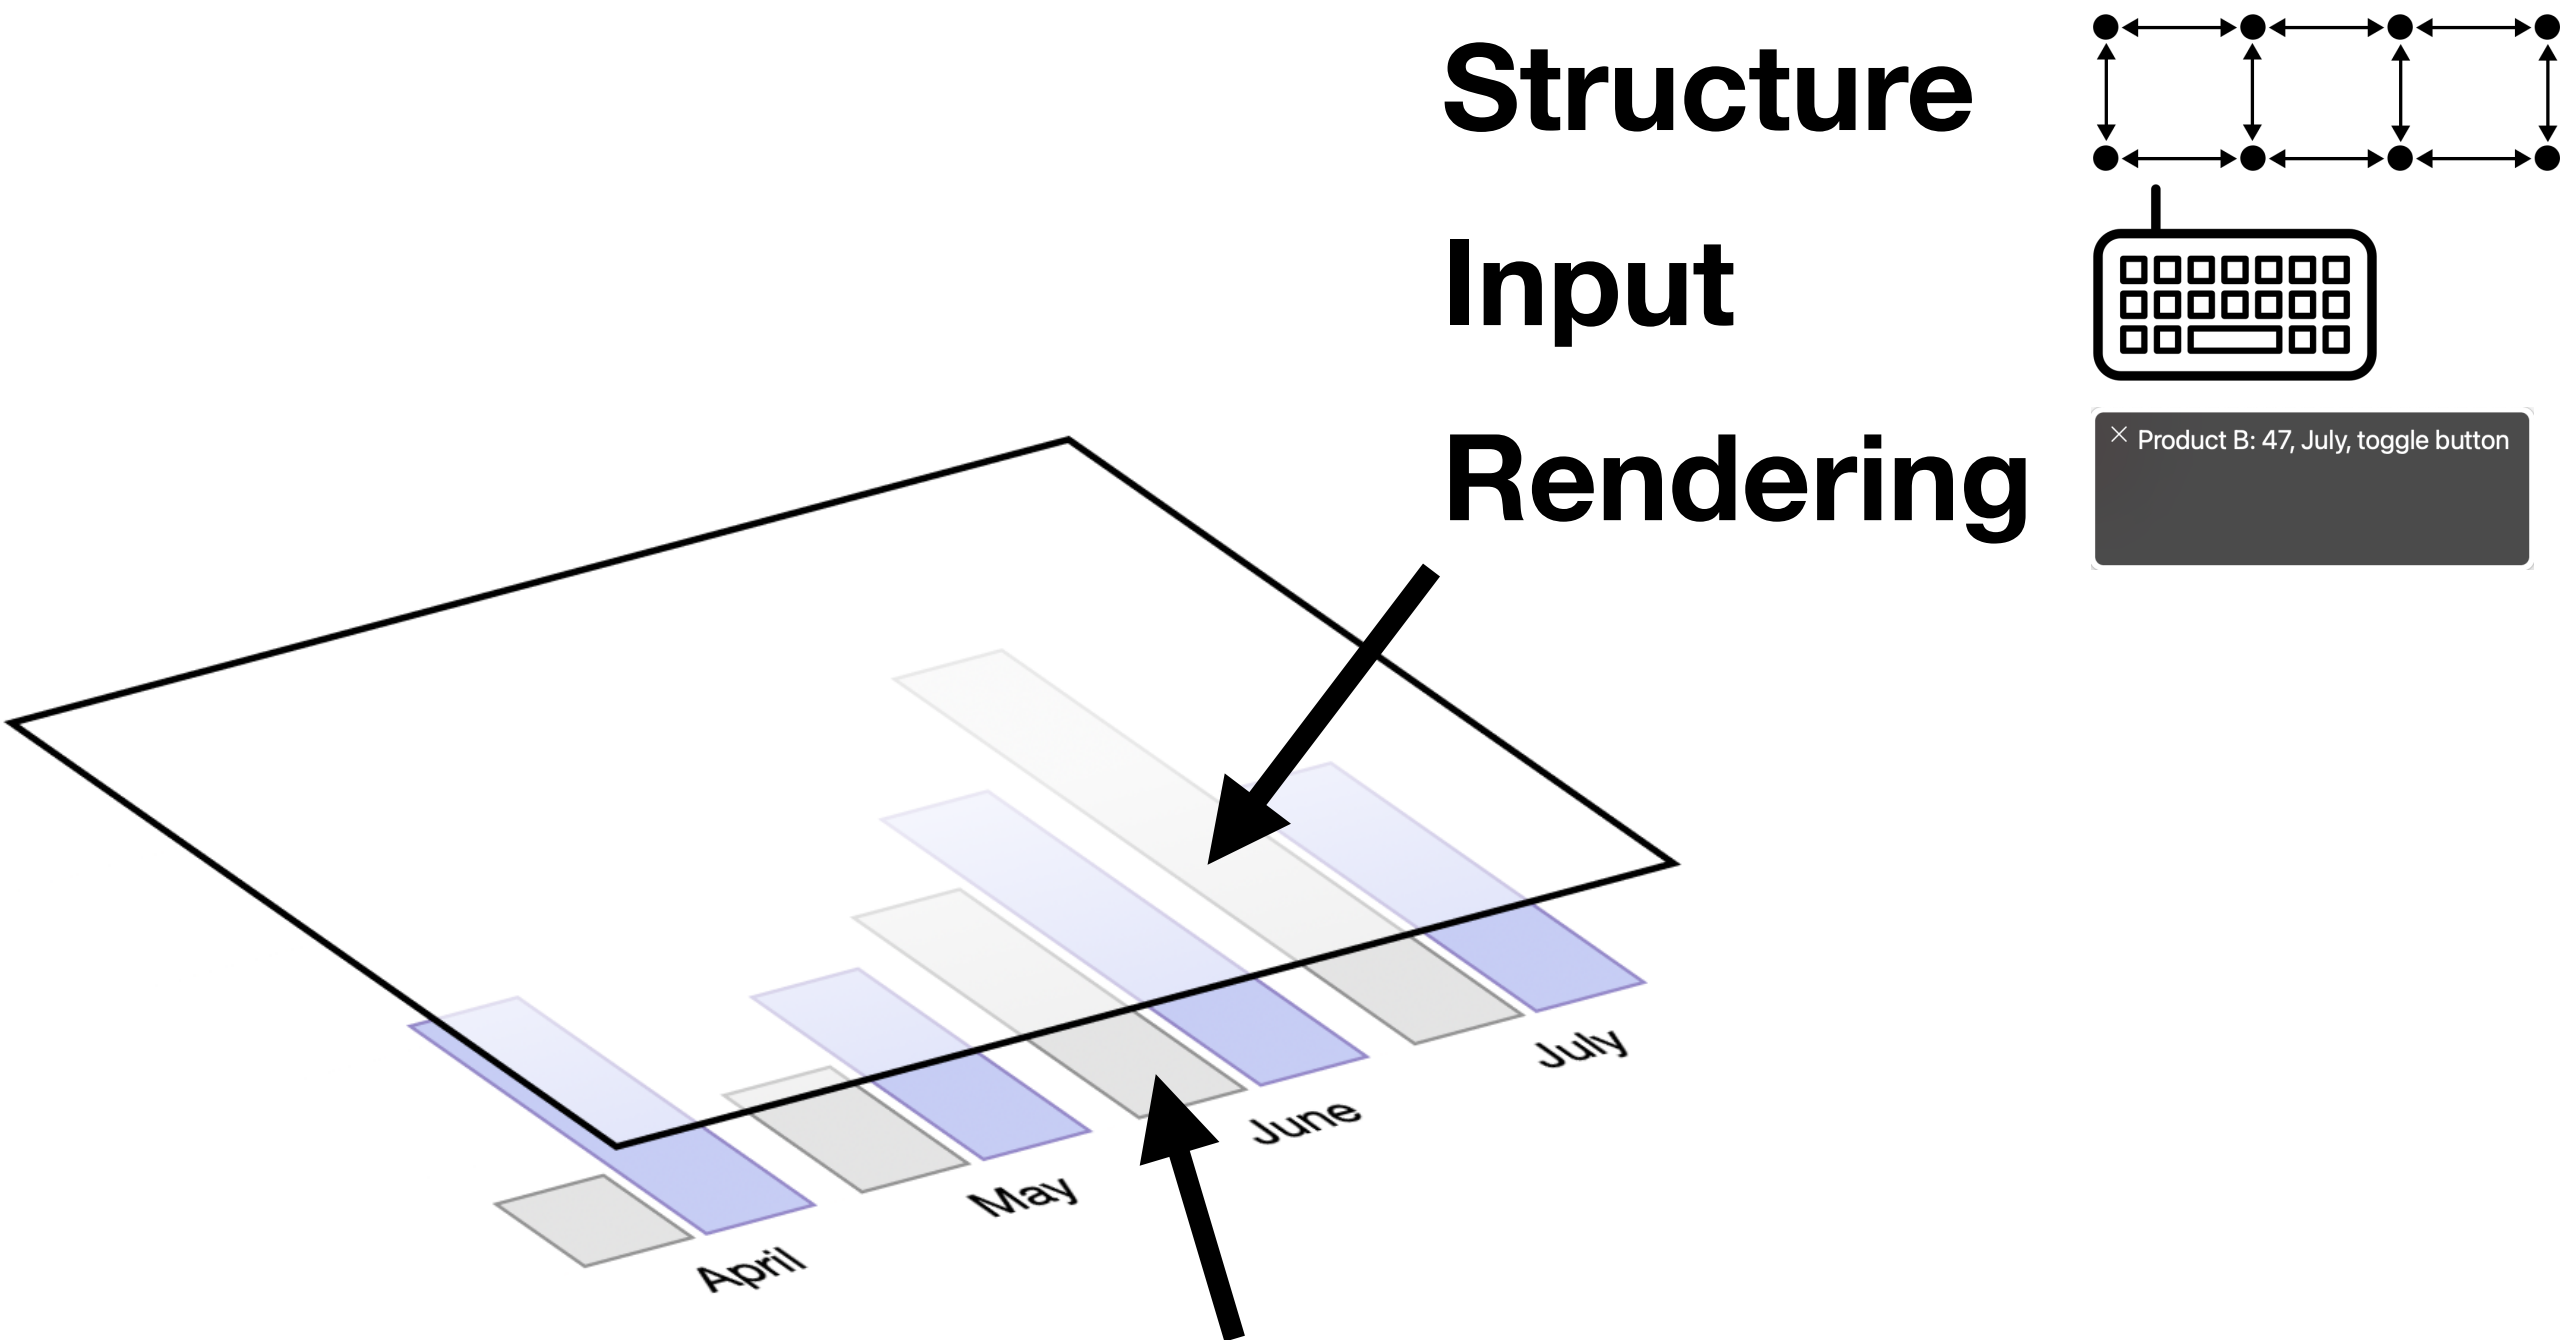 Structure
Input
Rendering
Product B: 47, July, toggle button
July
June
May
April